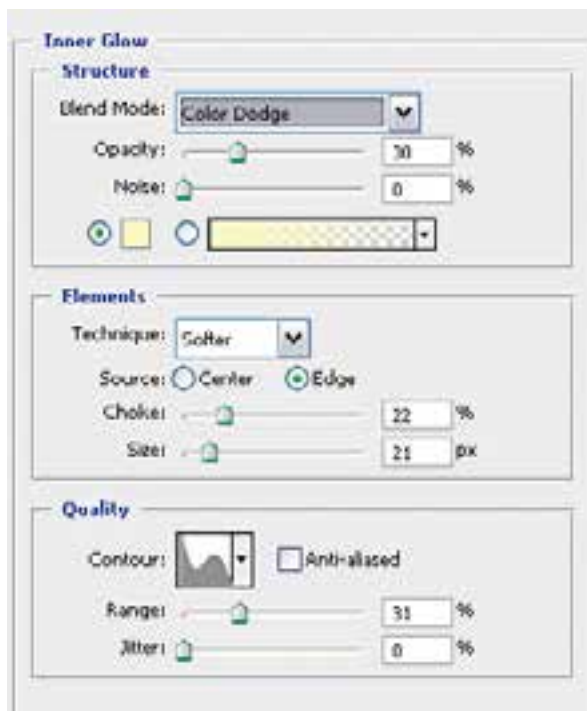 Inner Glow
Structure
Blend Mode: Color Dodge
Opacity: 30 %
Noise: 0 %
Elements
Technique: Softer
Source: Center Edge
Choke: 22 %
Size: 21 px
Quality
Contour: Anti-aliased
Range: 31 %
Jitter: 0 %